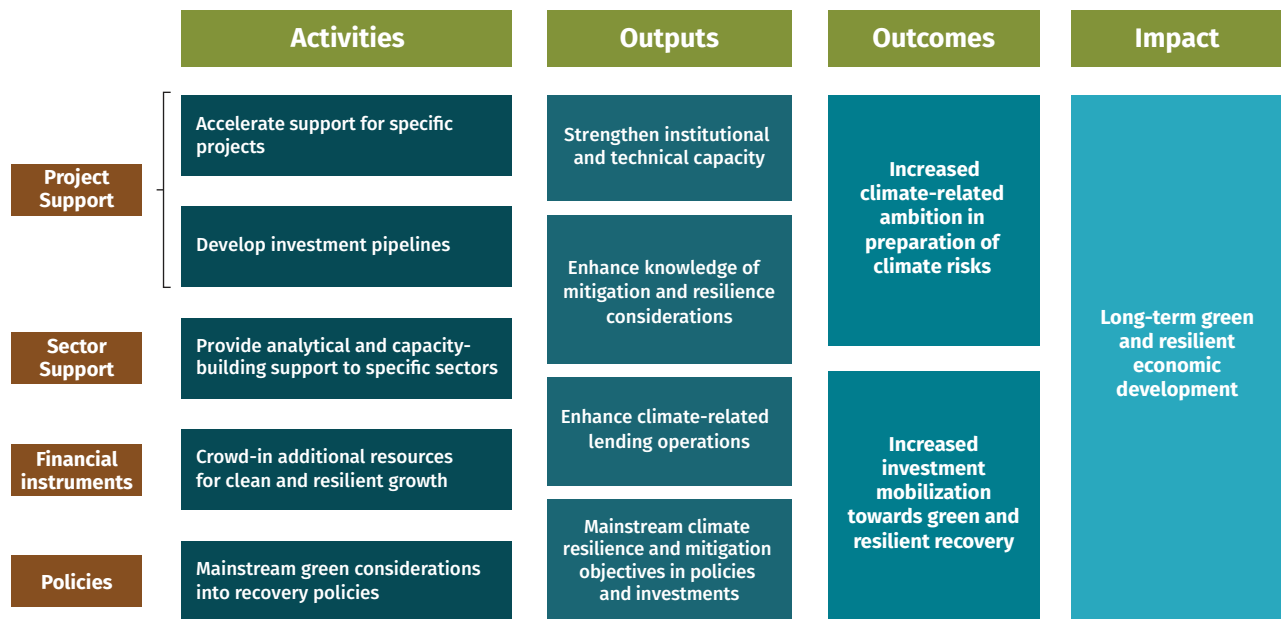 Activities
Outputs
Outcomes
Impact
Project
Support
Accelerate support for specific
projects
Develop investment pipelines
Sector
Support
Provide analytical and capacity-
building support to specific sectors
Financial
instruments
Crowd-in additional resources
for clean and resilient growth
Policies
Mainstream green considerations
into recovery policies
Strengthen institutional
and technical capacity
Enhance knowledge of
mitigation and resilience
considerations
Enhance climate-related
lending operations
Mainstream climate
resilience and mitigation
objectives in policies
and investments
Increased
climate-related
ambition in
preparation of
climate risks
Increased
investment
mobilization
towards green and
resilient recovery
Long-term green
and resilient
economic
development